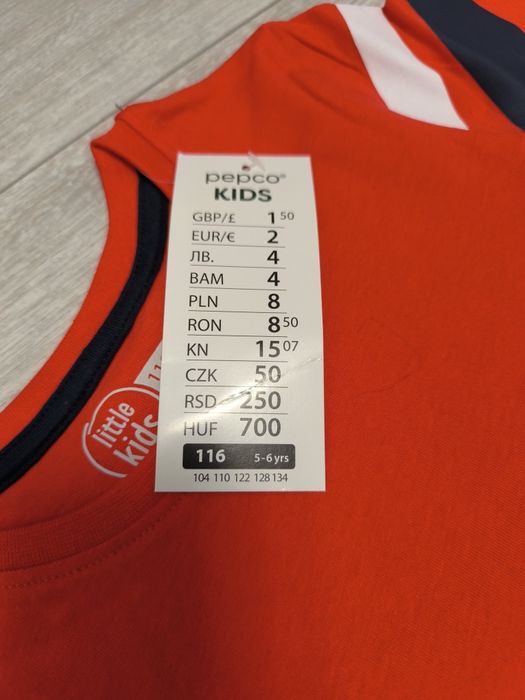 pepco®
KIDS
GBP/£ 1 50
EUR/€ 2
ЛВ. 4
BAM 4
PLN 8
RON 8 50
KN 15 07
CZK 50
RSD 250
HUF 700
116 5-6 yrs
104 110 122 128 134
little
kids